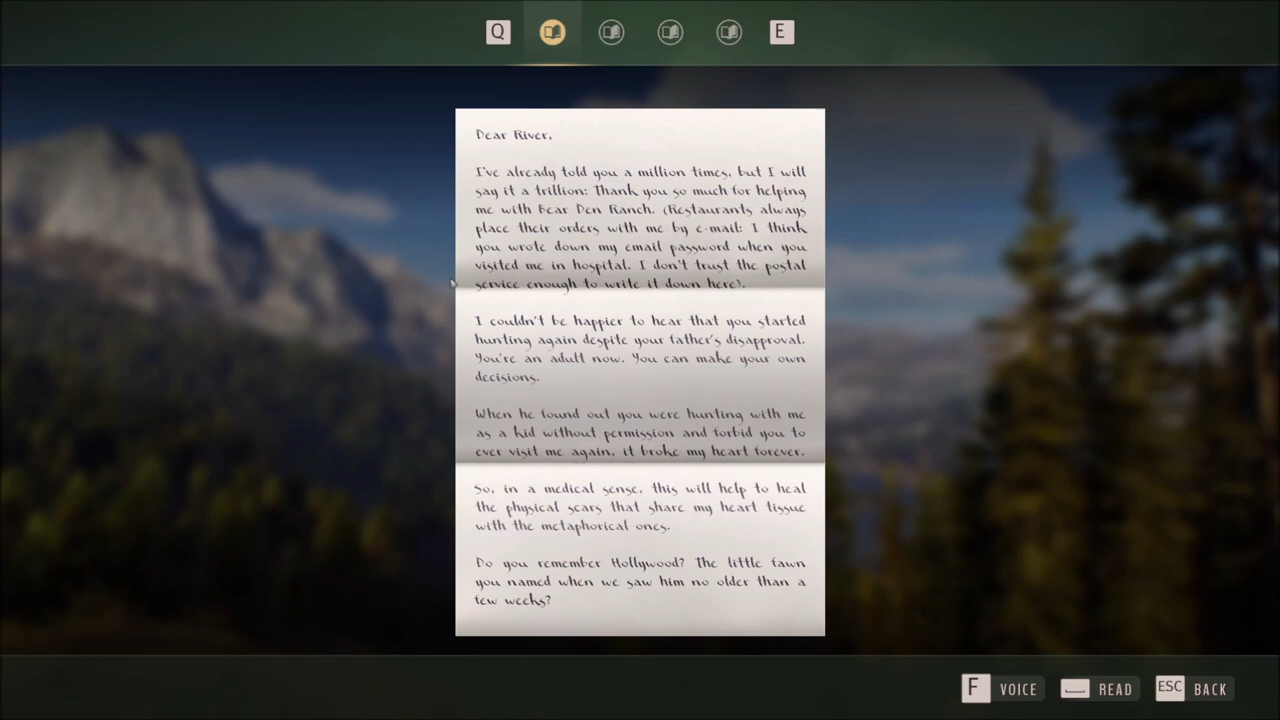 Q E
Dear River,
I've already told you a million times, but I will
say it a trillion: Thank you so much for helping
me with Bear Den Ranch. (Restaurants always
place their orders with me by e-mail: I think
you wrote down my email password when you
visited me in hospital. I don't trust the postal
service enough to write it down here).
I couldn't be happier to hear that you started
hunting again despite your father's disapproval.
You're an adult now. You can make your own
decisions.
When he found out you were hunting with me
as a kid without permission and forbid you to
ever visit me again, it broke my heart forever.
So, in a medical sense, this will help to heal
the physical scars that share my heart tissue
with the metaphorical ones.
Do you remember Hollywood? The little fawn
you named when we saw him no older than a
few weeks?
F VOICE READ ESC BACK